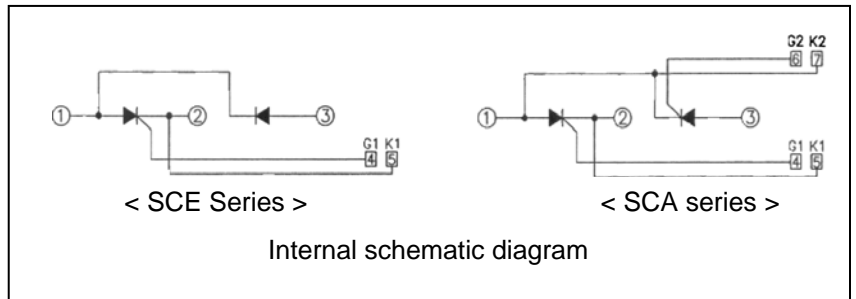 G2 K2
6 7
1 2 3 1 3
G1 K1 G1 K1
4 5 4 5
2
< SCE Series > < SCA series >
Internal schematic diagram